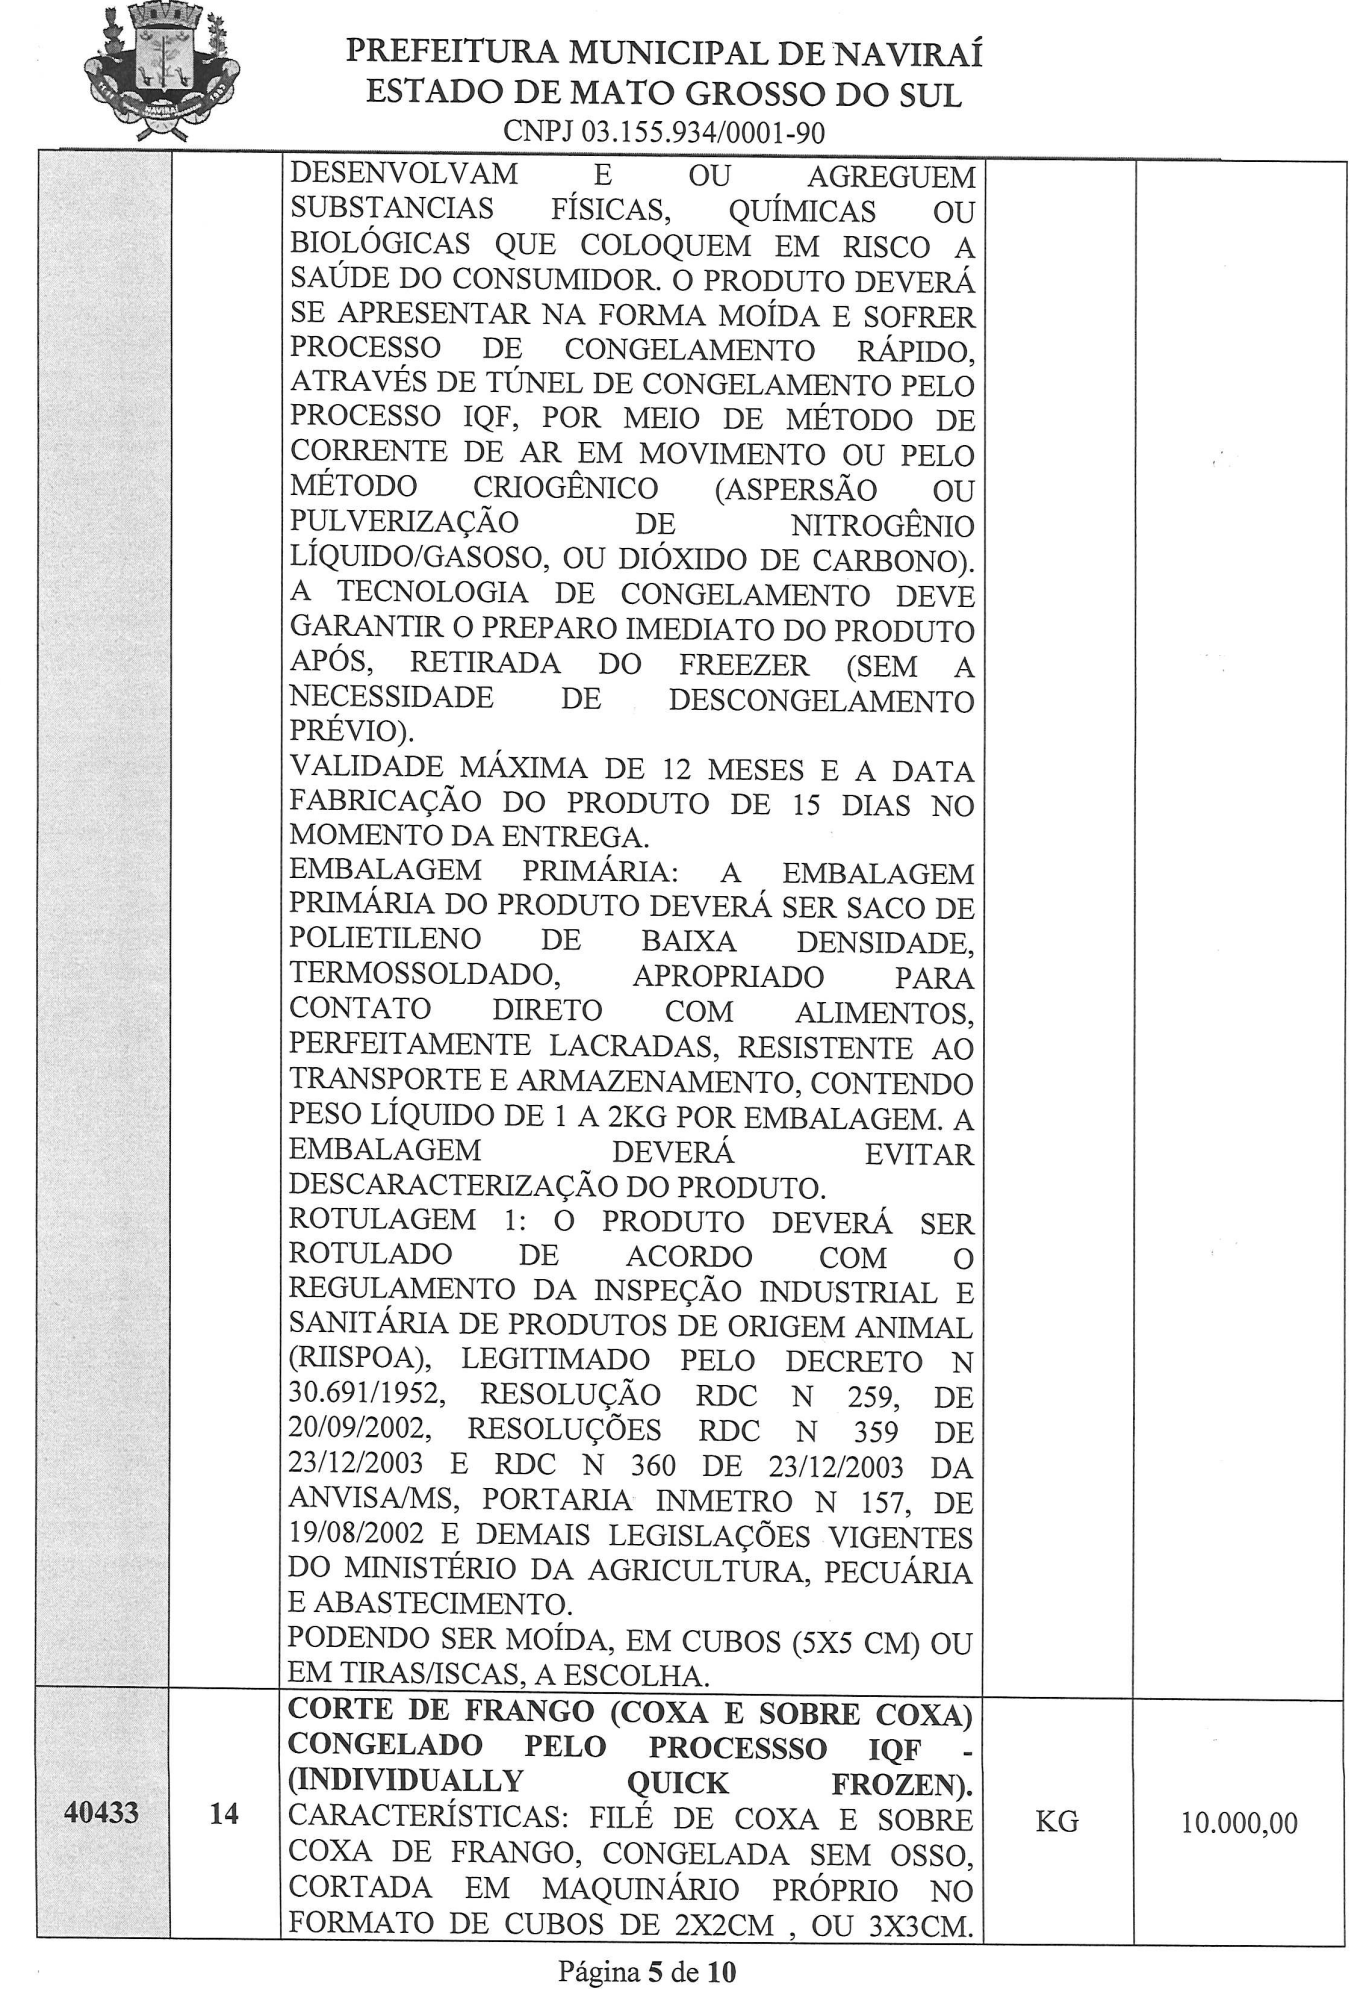 PREFEITURA MUNICIPAL DE NAVIRAÍ
ESTADO DE MATO GROSSO DO SUL
CNPJ 03.155.934/0001-90
NAVIRAÍ
DESENVOLVAM E OU AGREGUEM
SUBSTANCIAS FÍSICAS, QUÍMICAS OU
BIOLÓGICAS QUE COLOQUEM EM RISCO A
SAÚDE DO CONSUMIDOR. O PRODUTO DEVERÁ
SE APRESENTAR NA FORMA MOÍDA E SOFRER
PROCESSO DE CONGELAMENTO RÁPIDO,
ATRAVÉS DE TÚNEL DE CONGELAMENTO PELO
PROCESSO IQF, POR MEIO DE MÉTODO DE
CORRENTE DE AR EM MOVIMENTO OU PELO
MÉTODO CRIOGÊNICO (ASPERSÃO OU
PULVERIZAÇÃO DE NITROGÊNIO
LÍQUIDO/GASOSO, OU DIÓXIDO DE CARBONO).
A TECNOLOGIA DE CONGELAMENTO DEVE
GARANTIR O PREPARO IMEDIATO DO PRODUTO
APÓS, RETIRADA DO FREEZER (SEM A
NECESSIDADE DE DESCONGELAMENTO
PRÉVIO).
VALIDADE MÁXIMA DE 12 MESES E A DATA
FABRICAÇÃO DO PRODUTO DE 15 DIAS NO
MOMENTO DA ENTREGA.
EMBALAGEM PRIMÁRIA: A EMBALAGEM
PRIMÁRIA DO PRODUTO DEVERÁ SER SACO DE
POLIETILENO DE BAIXA DENSIDADE,
TERMOSSOLDADO, APROPRIADO PARA
CONTATO DIRETO COM ALIMENTOS,
PERFEITAMENTE LACRADAS, RESISTENTE AO
TRANSPORTE E ARMAZENAMENTO, CONTENDO
PESO LÍQUIDO DE 1 A 2KG POR EMBALAGEM. A
EMBALAGEM DEVERÁ EVITAR
DESCARACTERIZAÇÃO DO PRODUTO.
ROTULAGEM 1: O PRODUTO DEVERÁ SER
ROTULADO DE ACORDO COM O
REGULAMENTO DA INSPEÇÃO INDUSTRIAL E
SANITÁRIA DE PRODUTOS DE ORIGEM ANIMAL
(RIISPOA), LEGITIMADO PELO DECRETO N
30.691/1952, RESOLUÇÃO RDC N 259, DE
20/09/2002, RESOLUÇÕES RDC N 359 DE
23/12/2003 E RDC N 360 DE 23/12/2003 DA
ANVISA/MS, PORTARIA INMETRO N 157, DE
19/08/2002 E DEMAIS LEGISLAÇÕES VIGENTES
DO MINISTÉRIO DA AGRICULTURA, PECUÁRIA
E ABASTECIMENTO.
PODENDO SER MOÍDA, EM CUBOS (5X5 CM) OU
EM TIRAS/ISCAS, A ESCOLHA.
40433 14
CORTE DE FRANGO (COXA E SOBRE COXA)
CONGELADO PELO PROCESSSO IQF -
(INDIVIDUALLY QUICK FROZEN).
CARACTERÍSTICAS: FILÉ DE COXA E SOBRE
COXA DE FRANGO, CONGELADA SEM OSSO,
CORTADA EM MAQUINÁRIO PRÓPRIO NO
FORMATO DE CUBOS DE 2X2CM , OU 3X3CM.
KG 10.000,00
Página 5 de 10